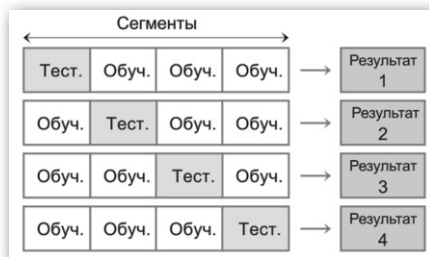 Сегменты
Тест. Обуч. Обуч. Обуч. Результат 1
Обуч. Тест. Обуч. Обуч. Результат 2
Обуч. Обуч. Тест. Обуч. Результат 3
Обуч. Обуч. Обуч. Тест. Результат 4